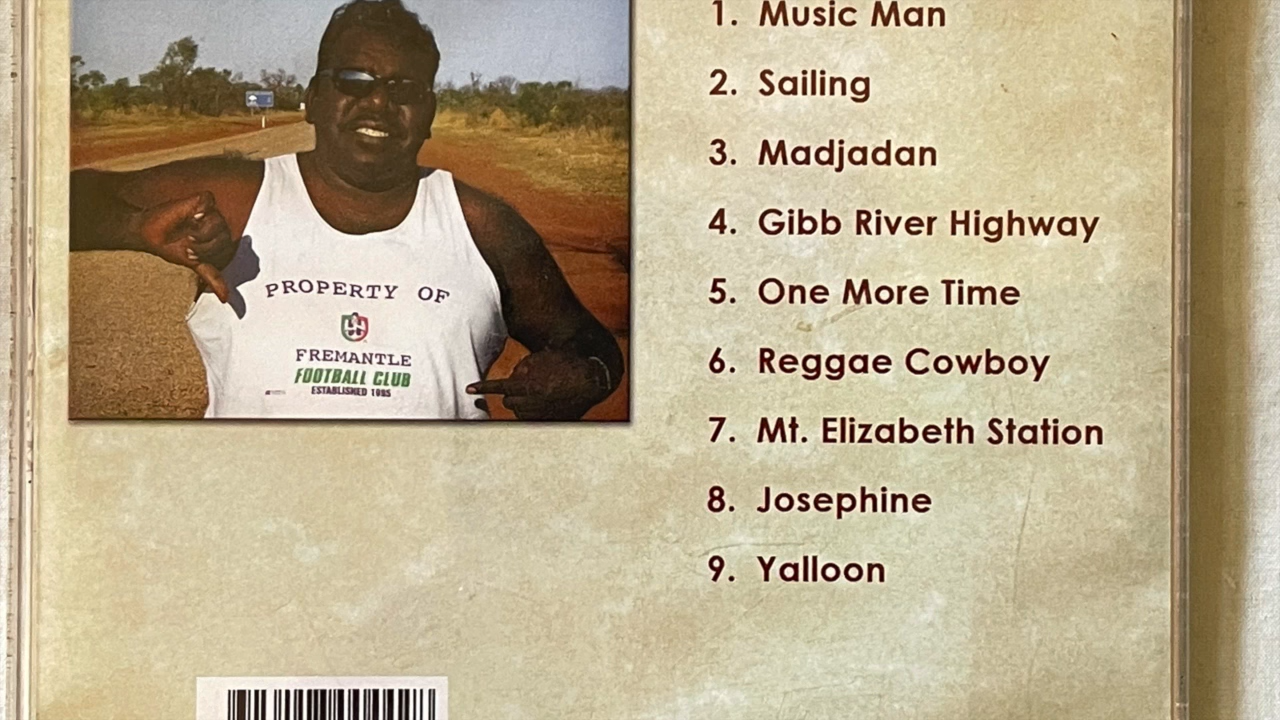 1. Music Man
2. Sailing
3. Madjadan
4. Gibb River Highway
5. One More Time
6. Reggae Cowboy
7. Mt. Elizabeth Station
8. Josephine
9. Yalloon
PROPERTY OF
FREMANTLE
FOOTBALL CLUB
ESTABLISHED 1995